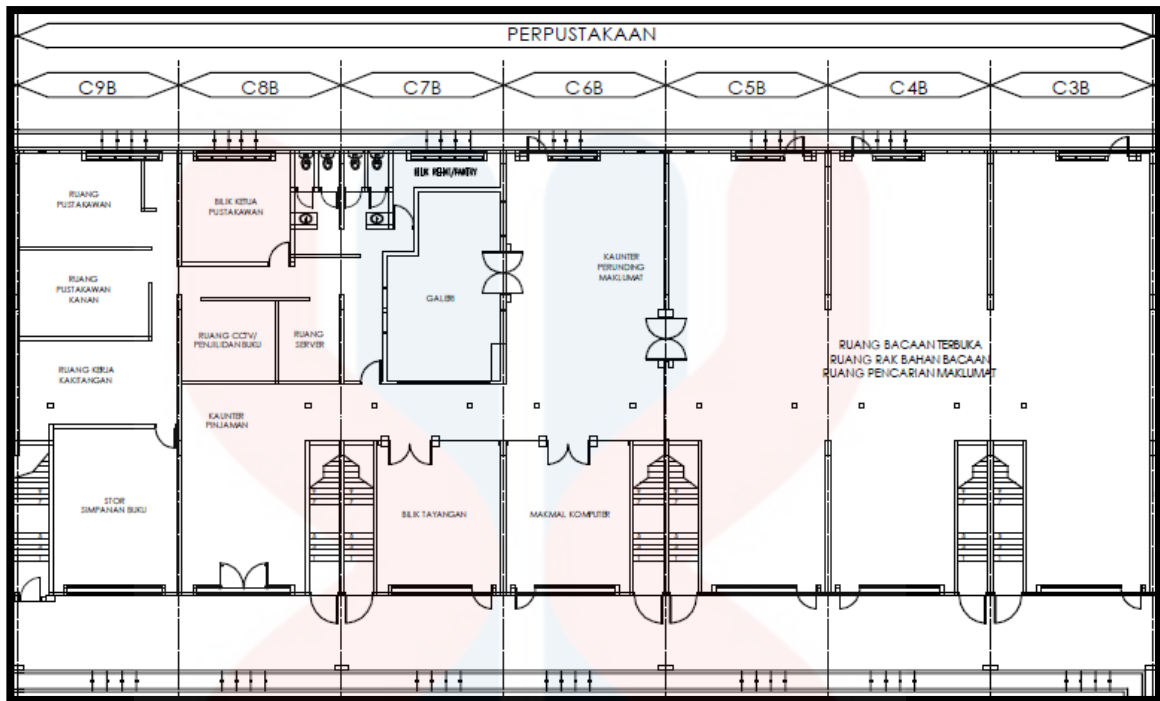 PERPUSTAKAAN
C9B
C8B
C7B
C6B
C5B
C4B
C3B
RUANG
PUSTAKAWAN
BILIK KETUA
PUSTAKAWAN
BILIK REHAT/PANTRY
RUANG
PUSTAKAWAN
KANAN
GALERI
KAUNTER
PERUNDING
MAKLUMAT
RUANG CCTV/
PENJILIDAN BUKU
RUANG
SERVER
RUANG BACAAN TERBUKA
RUANG RAK BAHAN BACAAN
RUANG PENCARIAN MAKLUMAT
RUANG KERJA
KAKITANGAN
KAUNTER
PINJAMAN
STOR
SIMPANAN BUKU
BILIK TAYANGAN
MAKMAL KOMPUTER